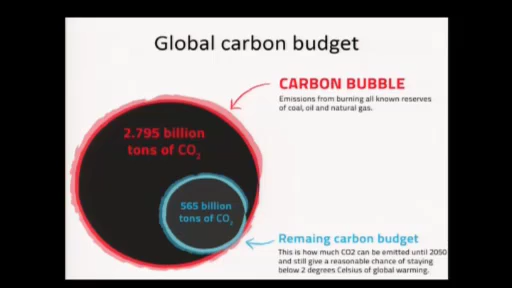 Global carbon budget
CARBON BUBBLE
Emissions from burning all known reserves
of coal, oil and natural gas.
2.795 billion
tons of CO2
565 billion
tons of CO2
Remaing carbon budget
This is how much CO2 can be emitted until 2050
and still give a reasonable chance of staying
below 2 degrees Celsius of global warming.